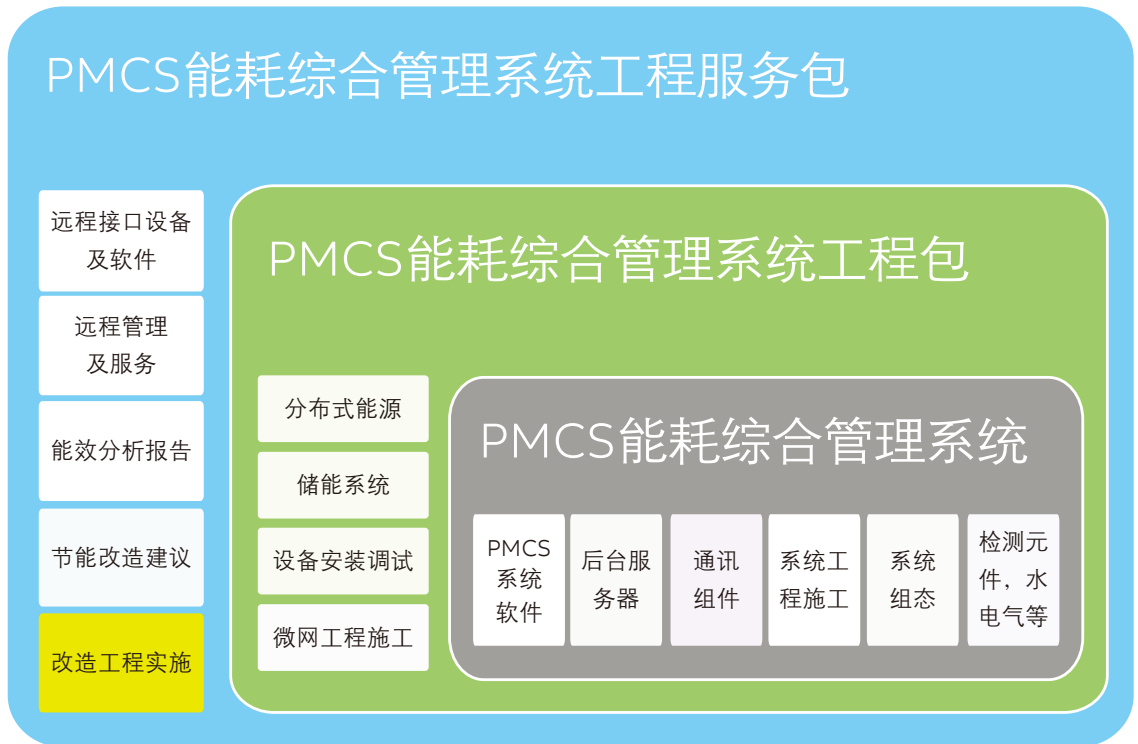 PMCS能耗综合管理系统工程服务包
远程接口设备
及软件
远程管理
及服务
能效分析报告
节能改造建议
改造工程实施
PMCS能耗综合管理系统工程包
分布式能源
储能系统
设备安装调试
微网工程施工
PMCS能耗综合管理系统
PMCS
系统
软件
后台服
务器
通讯
组件
系统工
程施工
系统
组态
检测元
件，水
电气等